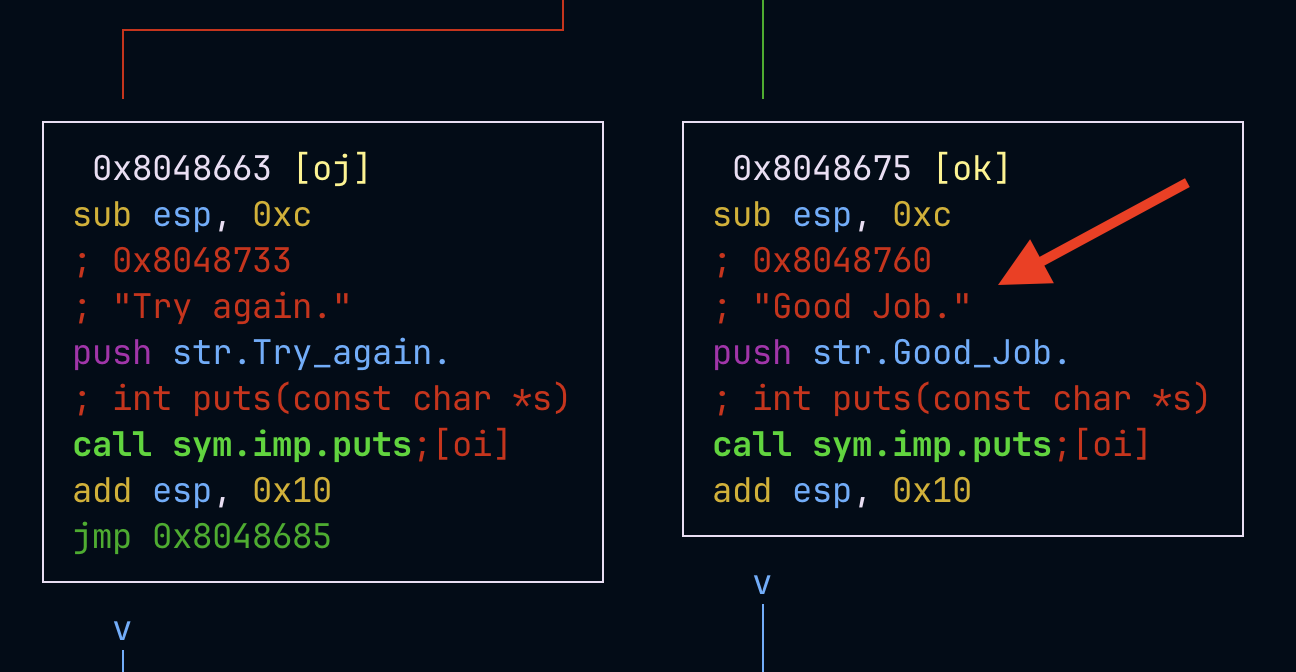 0x8048663 [oj]
sub esp, 0xc
; 0x8048733
; "Try again."
push str.Try_again.
; int puts(const char *s)
call sym.imp.puts;[oi]
add esp, 0x10
jmp 0x8048685
v
0x8048675 [ok]
sub esp, 0xc
; 0x8048760
; "Good Job."
push str.Good_Job.
; int puts(const char *s)
call sym.imp.puts;[oi]
add esp, 0x10
v